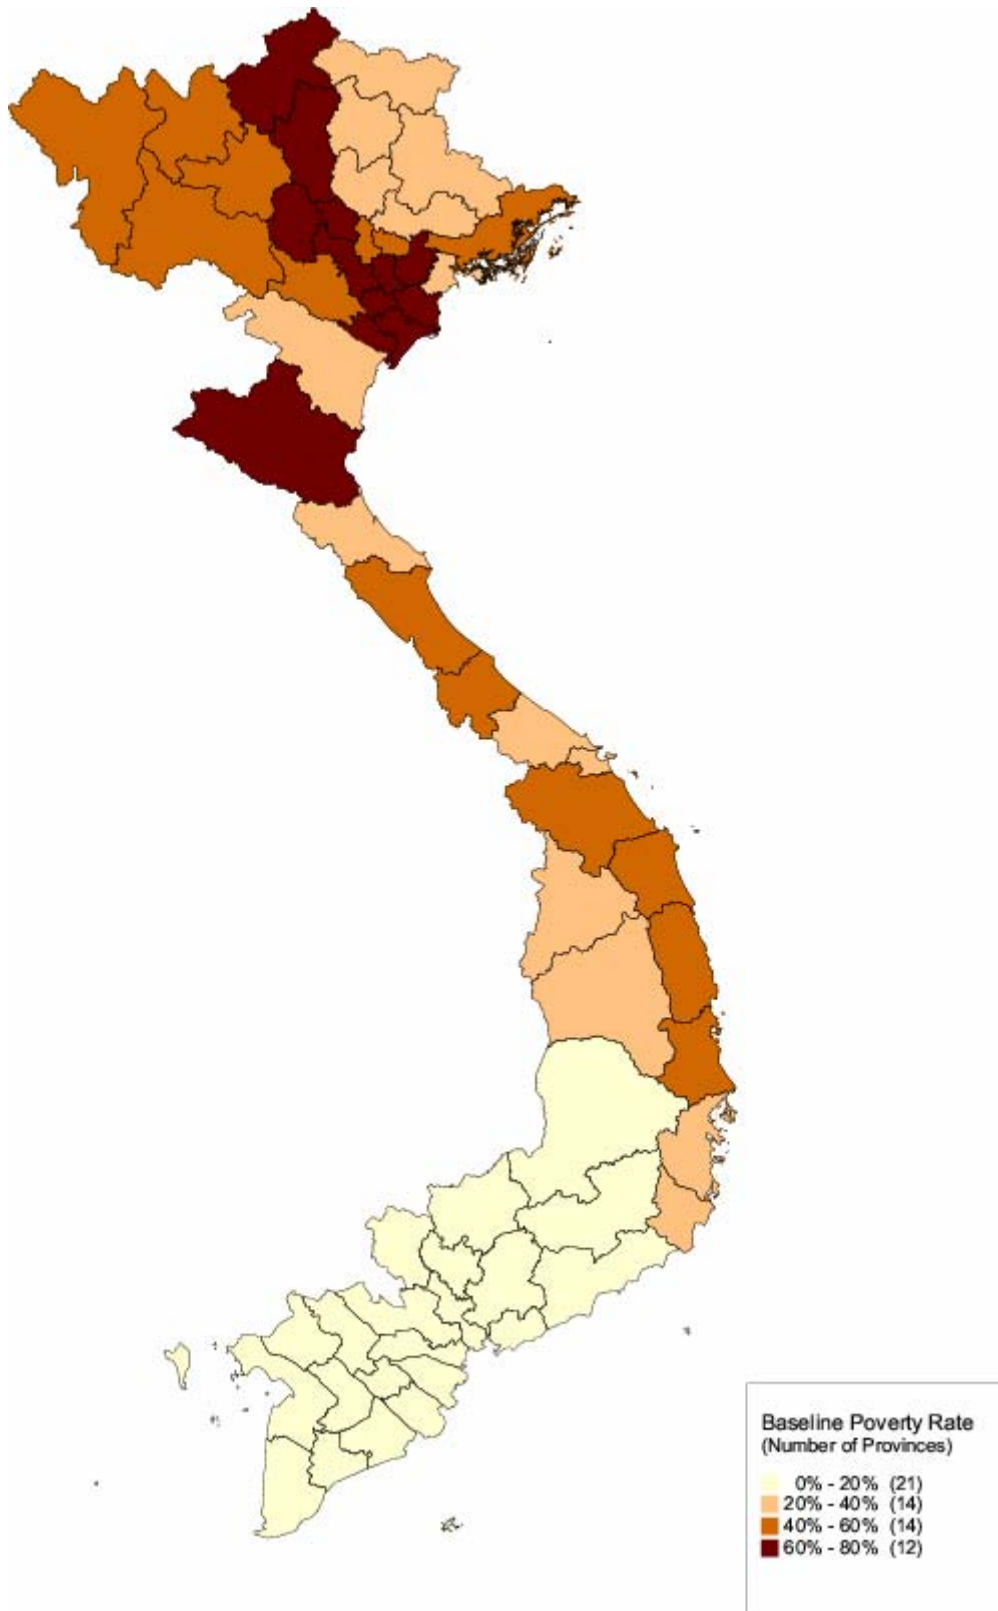 Baseline Poverty Rate
(Number of Provinces)
0% - 20% (21)
20% - 40% (14)
40% - 60% (14)
60% - 80% (12)